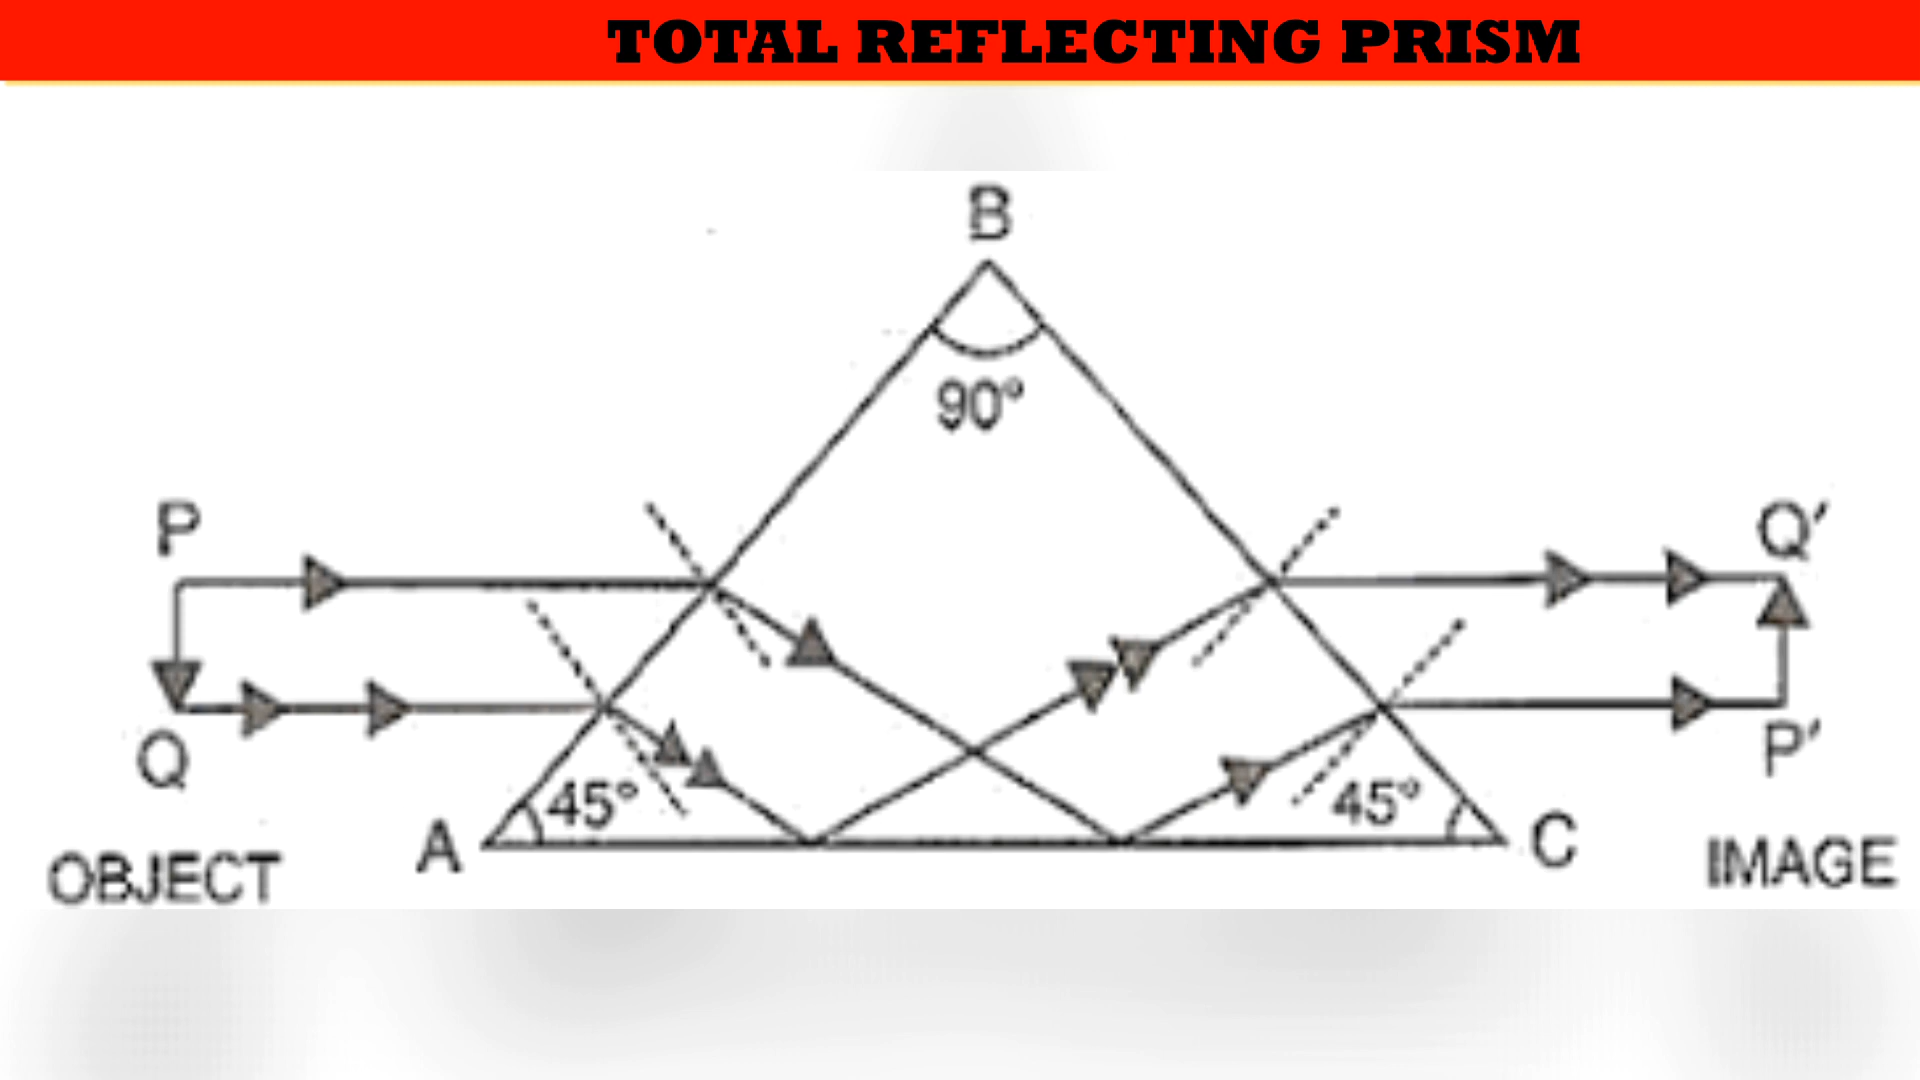 TOTAL REFLECTING PRISM
B
90°
P
Q′
Q
P′
45°
45°
A
C
OBJECT
IMAGE